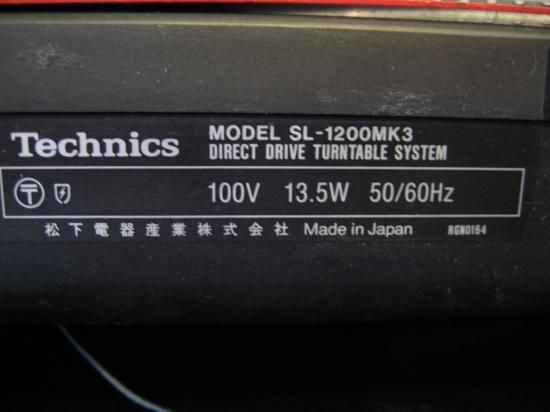 Technics MODEL SL-1200MK3
DIRECT DRIVE TURNTABLE SYSTEM
100V 13.5W 50/60Hz
松下電器産業株式会社 Made in Japan RGN0164